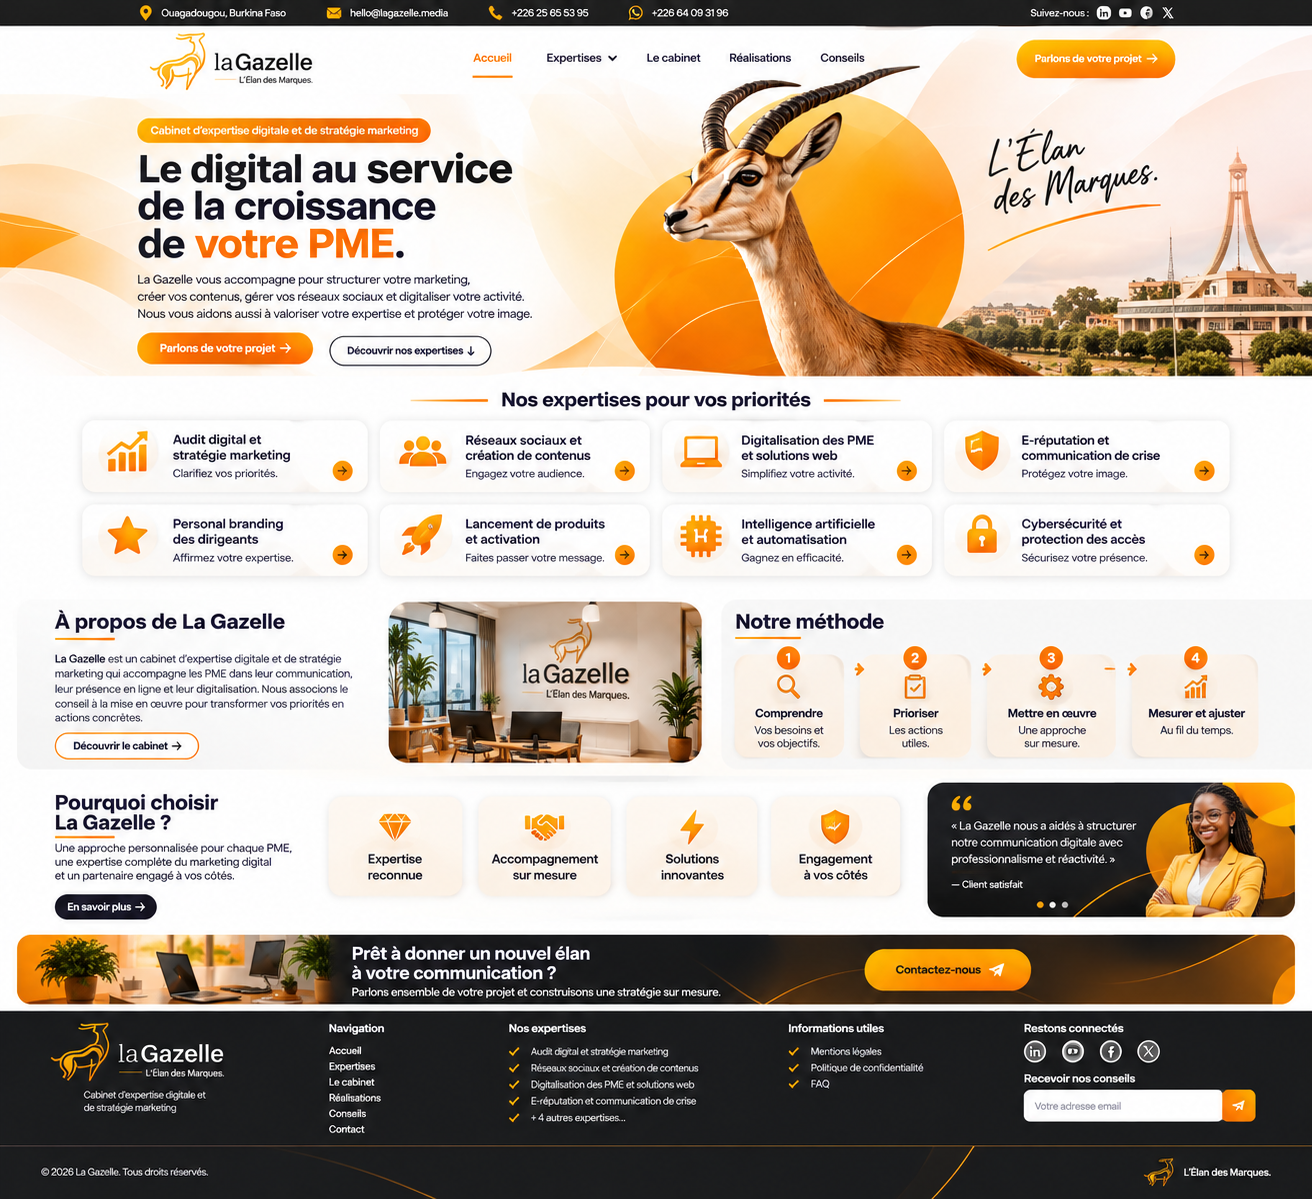 Ouagadougou, Burkina Faso
hello@lagazelle.media
+226 25 65 53 95
+226 64 09 31 96
Suivez-nous :
la Gazelle
L'Élan des Marques.
Accueil
Expertises
Le cabinet
Réalisations
Conseils
Parlons de votre projet →
Cabinet d'expertise digitale et de stratégie marketing
Le digital au service
de la croissance
de votre PME.
La Gazelle vous accompagne pour structurer votre marketing,
créer vos contenus, gérer vos réseaux sociaux et digitaliser votre activité.
Nous vous aidons aussi à valoriser votre expertise et protéger votre image.
Parlons de votre projet →
Découvrir nos expertises ↓
L'Élan
des Marques.
Nos expertises pour vos priorités
Audit digital et
stratégie marketing
Clarifiez vos priorités.
Réseaux sociaux et
création de contenus
Engagez votre audience.
Digitalisation des PME
et solutions web
Simplifiez votre activité.
E-réputation et
communication de crise
Protégez votre image.
Personal branding
des dirigeants
Affirmez votre expertise.
Lancement de produits
et activation
Faites passer votre message.
Intelligence artificielle
et automatisation
Gagnez en efficacité.
Cybersécurité et
protection des accès
Sécurisez votre présence.
À propos de La Gazelle
La Gazelle est un cabinet d'expertise digitale et de stratégie
marketing qui accompagne les PME dans leur communication,
leur présence en ligne et leur digitalisation. Nous associons le
conseil à la mise en œuvre pour transformer vos priorités en
actions concrètes.
Découvrir le cabinet →
la Gazelle
L'Élan des Marques.
Notre méthode
1
Comprendre
Vos besoins et
vos objectifs.
2
Prioriser
Les actions
utiles.
3
Mettre en œuvre
Une approche
sur mesure.
4
Mesurer et ajuster
Au fil du temps.
Pourquoi choisir
La Gazelle ?
Une approche personnalisée pour chaque PME,
une expertise complète du marketing digital
et un partenaire engagé à vos côtés.
En savoir plus →
Expertise
reconnue
Accompagnement
sur mesure
Solutions
innovantes
Engagement
à vos côtés
« La Gazelle nous a aidés à structurer
notre communication digitale avec
professionnalisme et réactivité. »
— Client satisfait
Prêt à donner un nouvel élan
à votre communication ?
Parlons ensemble de votre projet et construisons une stratégie sur mesure.
Contactez-nous
la Gazelle
L'Élan des Marques.
Cabinet d'expertise digitale et
de stratégie marketing
Navigation
Accueil
Expertises
Le cabinet
Réalisations
Conseils
Contact
Nos expertises
Audit digital et stratégie marketing
Réseaux sociaux et création de contenus
Digitalisation des PME et solutions web
E-réputation et communication de crise
+ 4 autres expertises...
Informations utiles
Mentions légales
Politique de confidentialité
FAQ
Restons connectés
Recevoir nos conseils
Votre adresse email
© 2026 La Gazelle. Tous droits réservés.
L'Élan des Marques.